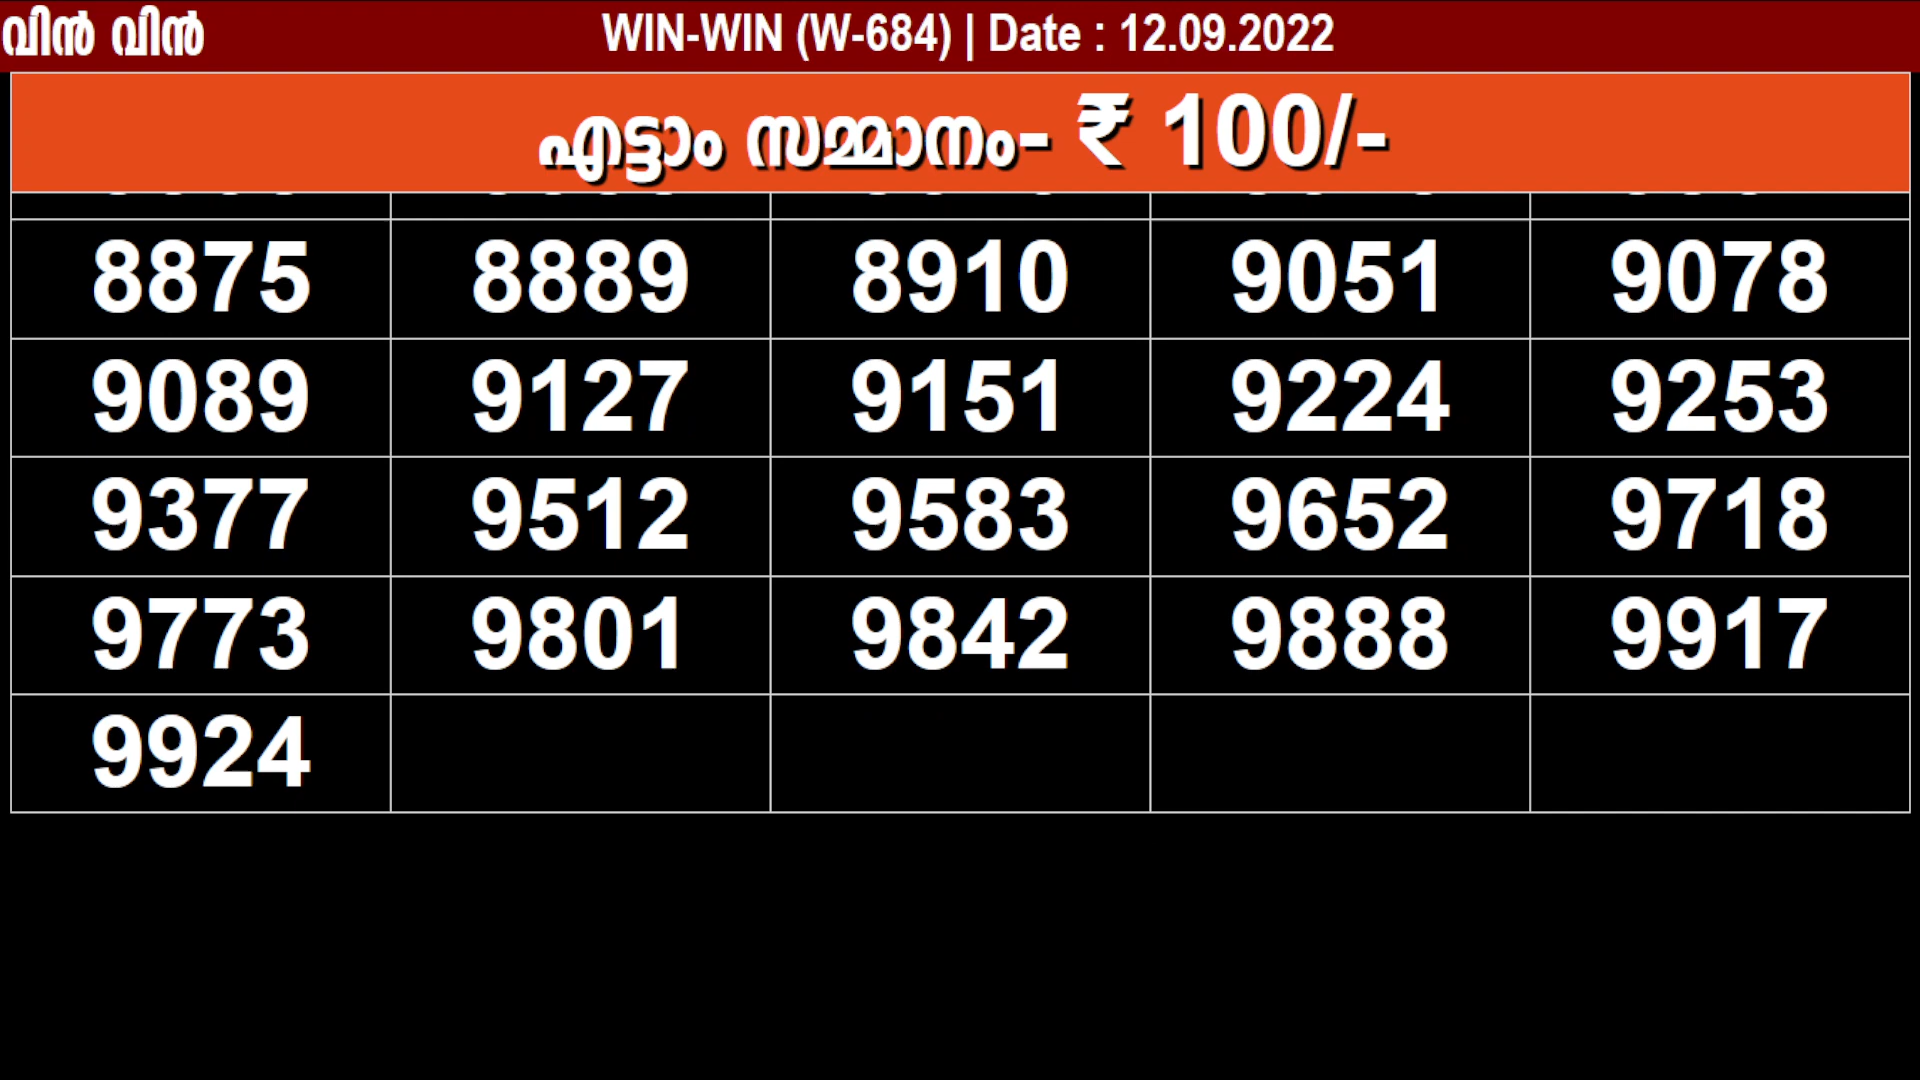 വിൻ വിൻ WIN-WIN (W-684) | Date : 12.09.2022
എട്ടാം സമ്മാനം- ₹ 100/-
8875 8889 8910 9051 9078
9089 9127 9151 9224 9253
9377 9512 9583 9652 9718
9773 9801 9842 9888 9917
9924